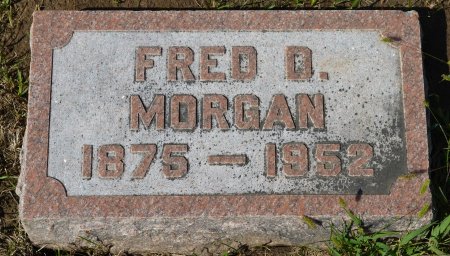 FRED D.
MORGAN
1875 — 1952